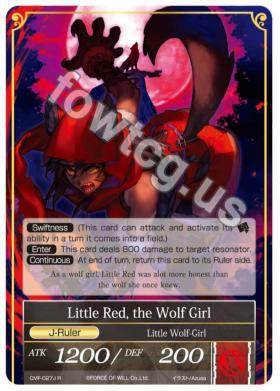 fowtcg.us
Swiftness (This card can attack and activate its
ability in a turn it comes into a field.)
Enter This card deals 800 damage to target resonator.
Continuous At end of turn, return this card to its Ruler side.
As a wolf girl, Little Red was alot more honest than
the wolf she once knew.
Little Red, the Wolf Girl
J-Ruler Little Wolf-Girl
ATK 1200/ DEF 200
CMF-027J R ©FORCE OF WILL Co.,Ltd. Illust/Azusa